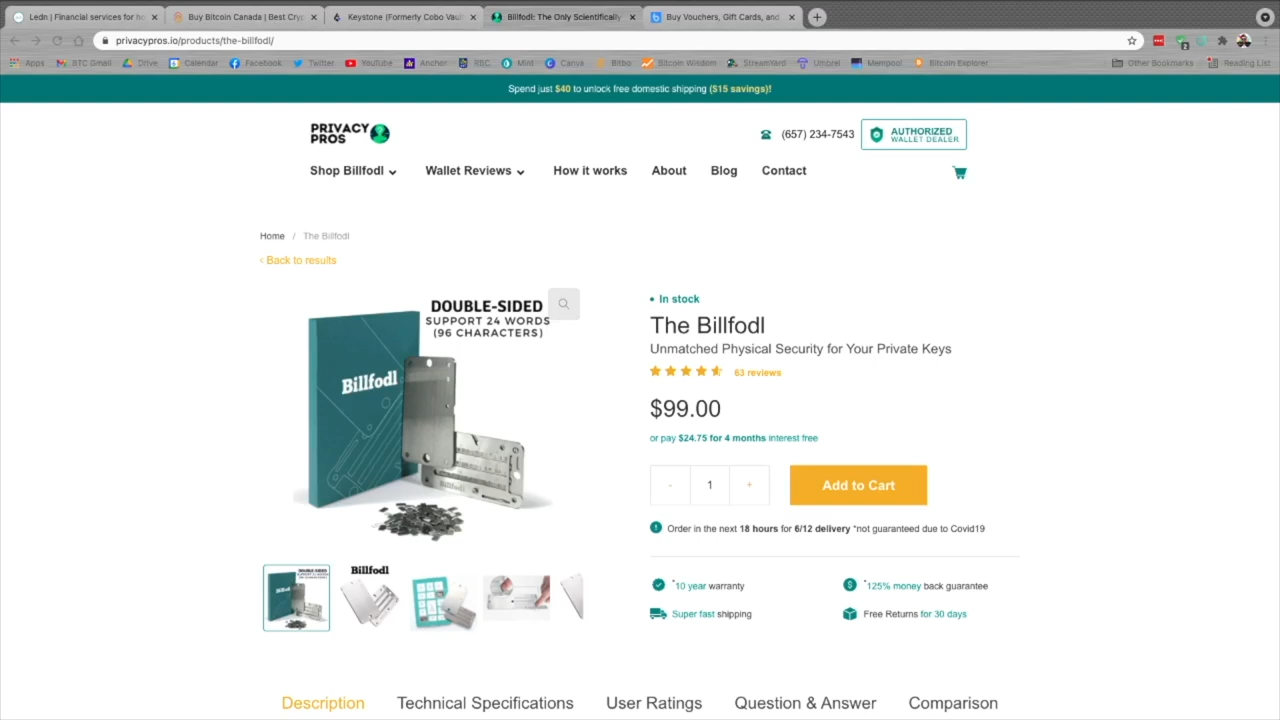 Ledn | Financial services for ho
Buy Bitcoin Canada | Best Cryp
Keystone (Formerly Cobo Vaul
Billfodl: The Only Scientifically
Buy Vouchers, Gift Cards, and
privacypros.io/products/the-billfodl/
Apps
BTC Gmail
Drive
Calendar
Facebook
Twitter
YouTube
Anchor
RBC
Mint
Canva
Bitbo
Bitcoin Wisdom
StreamYard
Umbrel
Mempool
Bitcoin Explorer
Other Bookmarks
Reading List
Spend just $40 to unlock free domestic shipping ($15 savings)!
PRIVACY
PROS
(657) 234-7543
AUTHORIZED
WALLET DEALER
Shop Billfodl
Wallet Reviews
How it works
About
Blog
Contact
Home / The Billfodl
‹ Back to results
DOUBLE-SIDED
SUPPORT 24 WORDS
(96 CHARACTERS)
Billfodl
In stock
The Billfodl
Unmatched Physical Security for Your Private Keys
63 reviews
$99.00
or pay $24.75 for 4 months interest free
- 1 +
Add to Cart
Order in the next 18 hours for 6/12 delivery *not guaranteed due to Covid19
*10 year warranty
*125% money back guarantee
Super fast shipping
Free Returns for 30 days
Billfodl
Description
Technical Specifications
User Ratings
Question & Answer
Comparison